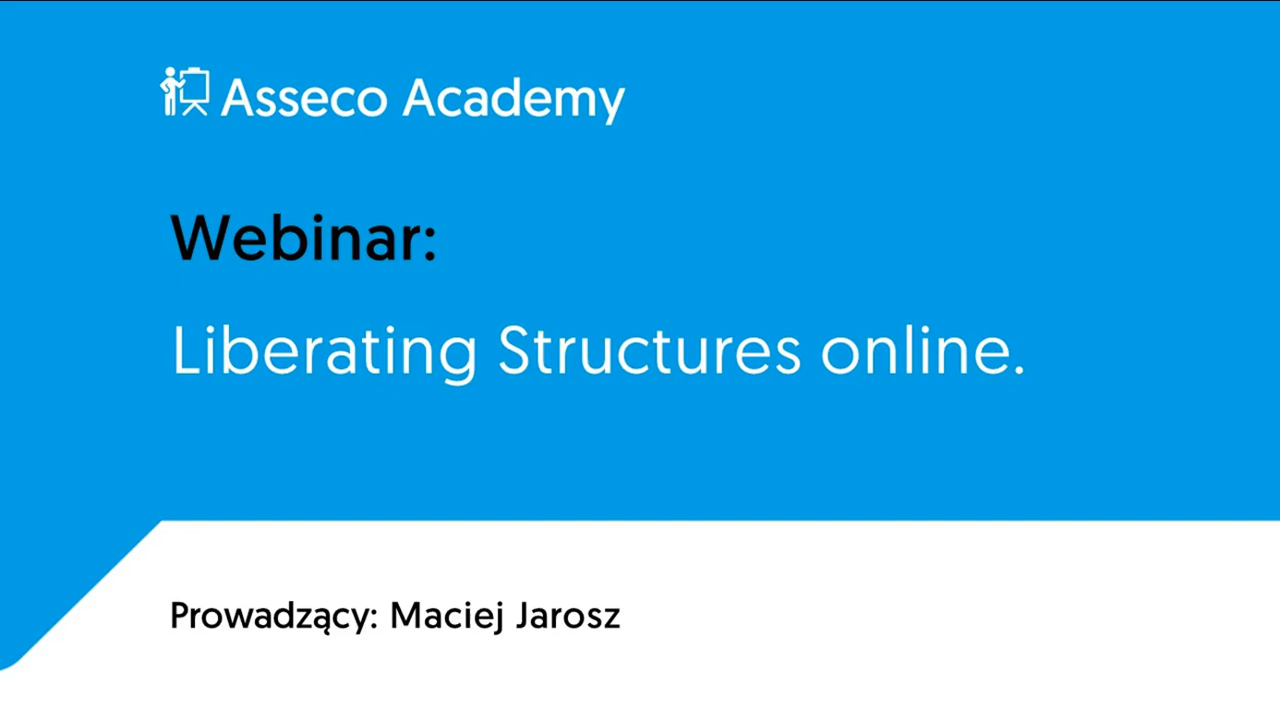 Asseco Academy
Webinar:
Liberating Structures online.
Prowadzący: Maciej Jarosz